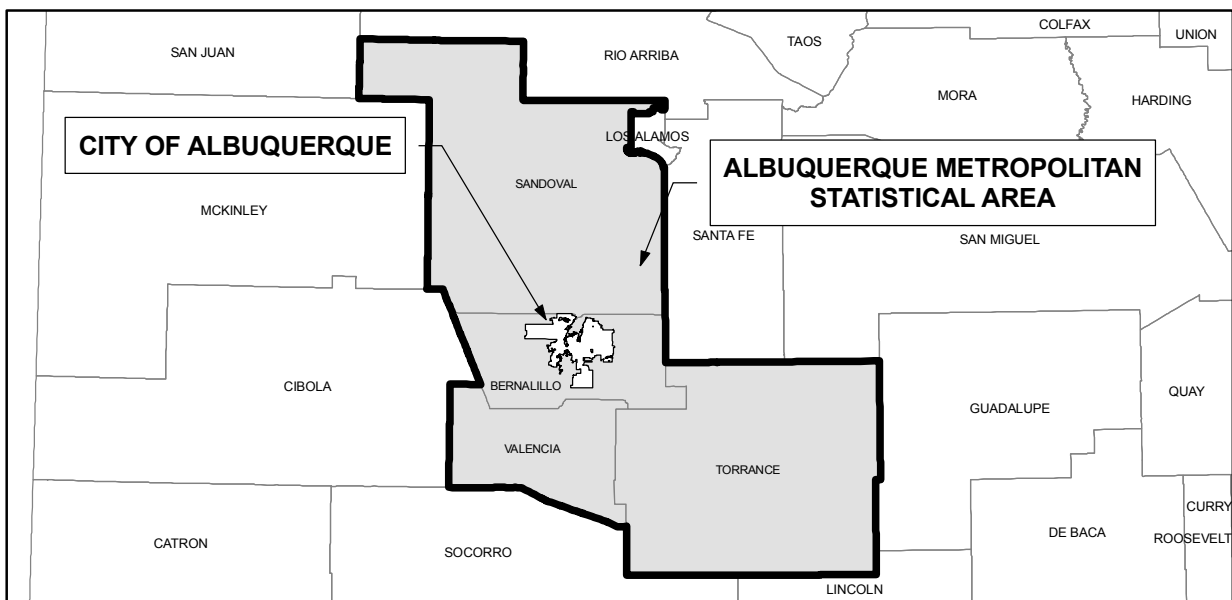 COLFAX
UNION
TAOS
SAN JUAN
RIO ARRIBA
MORA
HARDING
LOS ALAMOS
CITY OF ALBUQUERQUE
ALBUQUERQUE METROPOLITAN
STATISTICAL AREA
SANDOVAL
MCKINLEY
SANTA FE
SAN MIGUEL
CIBOLA
BERNALILLO
QUAY
GUADALUPE
VALENCIA
TORRANCE
CURRY
DE BACA
ROOSEVELT
CATRON
SOCORRO
LINCOLN